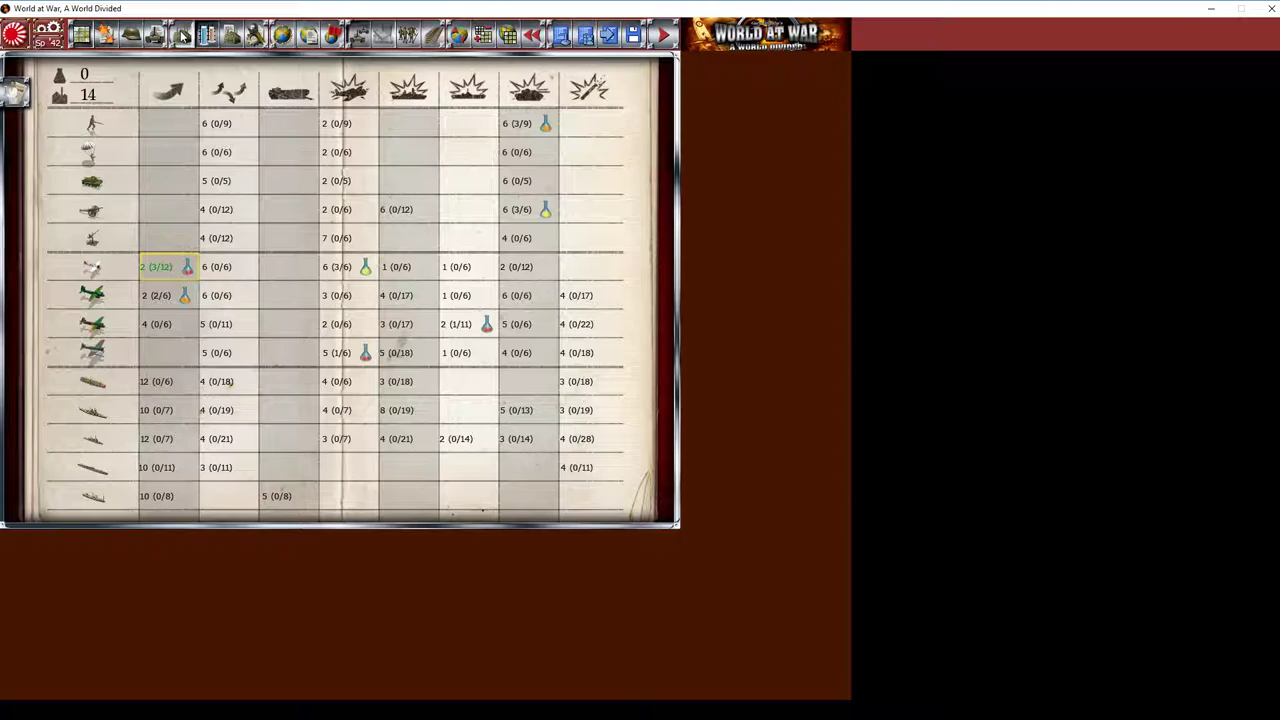 World at War, A World Divided
Sp '42
WORLD AT WAR
A WORLD DIVIDED
0
14
6 (0/9) 2 (0/9) 6 (3/9)
6 (0/6) 2 (0/6) 6 (0/6)
5 (0/5) 2 (0/5) 6 (0/5)
4 (0/12) 2 (0/6) 6 (0/12) 6 (3/6)
4 (0/12) 7 (0/6) 4 (0/6)
2 (3/12) 6 (0/6) 6 (3/6) 1 (0/6) 1 (0/6) 2 (0/12)
2 (2/6) 6 (0/6) 3 (0/6) 4 (0/17) 1 (0/6) 6 (0/6) 4 (0/17)
4 (0/6) 5 (0/11) 2 (0/6) 3 (0/17) 2 (1/11) 5 (0/6) 4 (0/22)
5 (0/6) 5 (1/6) 5 (0/18) 1 (0/6) 4 (0/6) 4 (0/18)
12 (0/6) 4 (0/18) 4 (0/6) 3 (0/18) 3 (0/18)
10 (0/7) 4 (0/19) 4 (0/7) 8 (0/19) 5 (0/13) 3 (0/19)
12 (0/7) 4 (0/21) 3 (0/7) 4 (0/21) 2 (0/14) 3 (0/14) 4 (0/28)
10 (0/11) 3 (0/11) 4 (0/11)
10 (0/8) 5 (0/8)